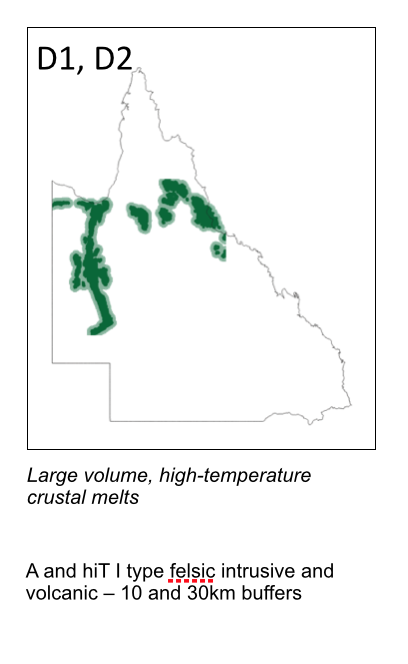 D1, D2
Large volume, high-temperature
crustal melts
A and hiT I type felsic intrusive and
volcanic – 10 and 30km buffers